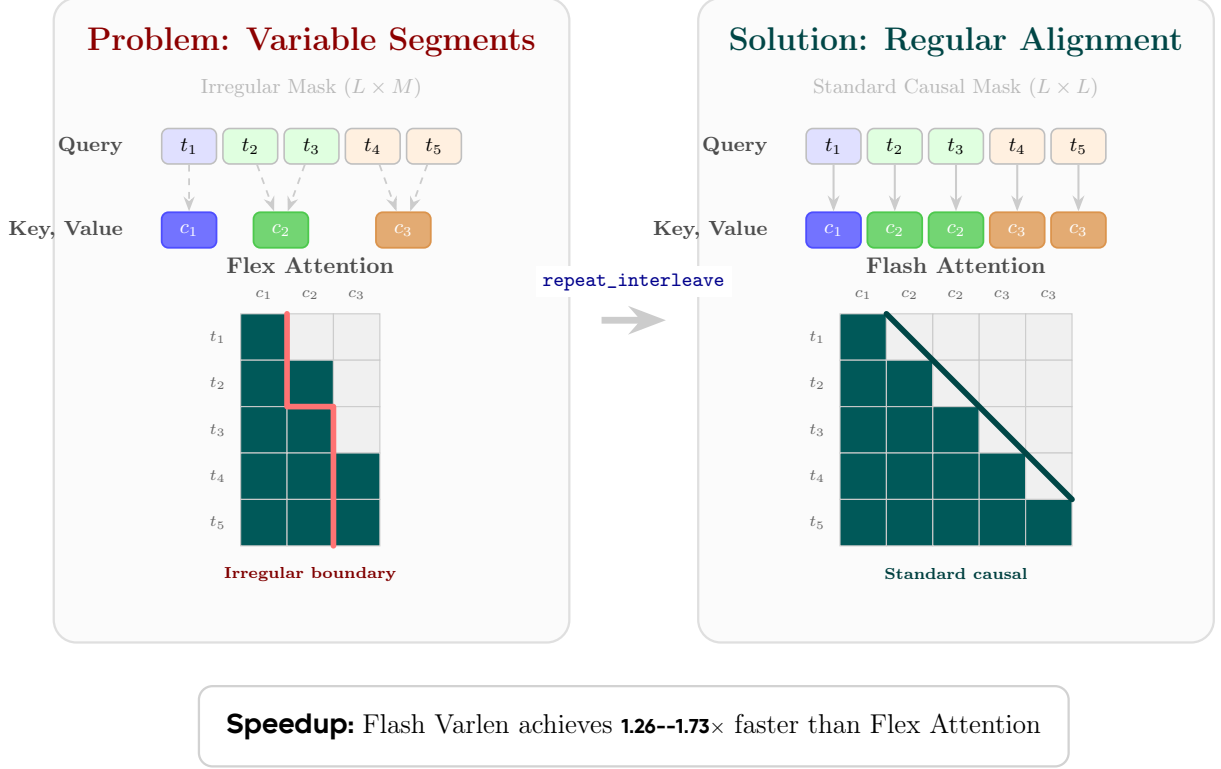 Problem: Variable Segments
Irregular Mask (L × M)
Query t₁ t₂ t₃ t₄ t₅
Key, Value c₁ c₂ c₃
Flex Attention
c₁ c₂ c₃
t₁
t₂
t₃
t₄
t₅
Irregular boundary
repeat_interleave
Solution: Regular Alignment
Standard Causal Mask (L × L)
Query t₁ t₂ t₃ t₄ t₅
Key, Value c₁ c₂ c₂ c₃ c₃
Flash Attention
c₁ c₂ c₂ c₃ c₃
t₁
t₂
t₃
t₄
t₅
Standard causal
Speedup: Flash Varlen achieves 1.26--1.73× faster than Flex Attention